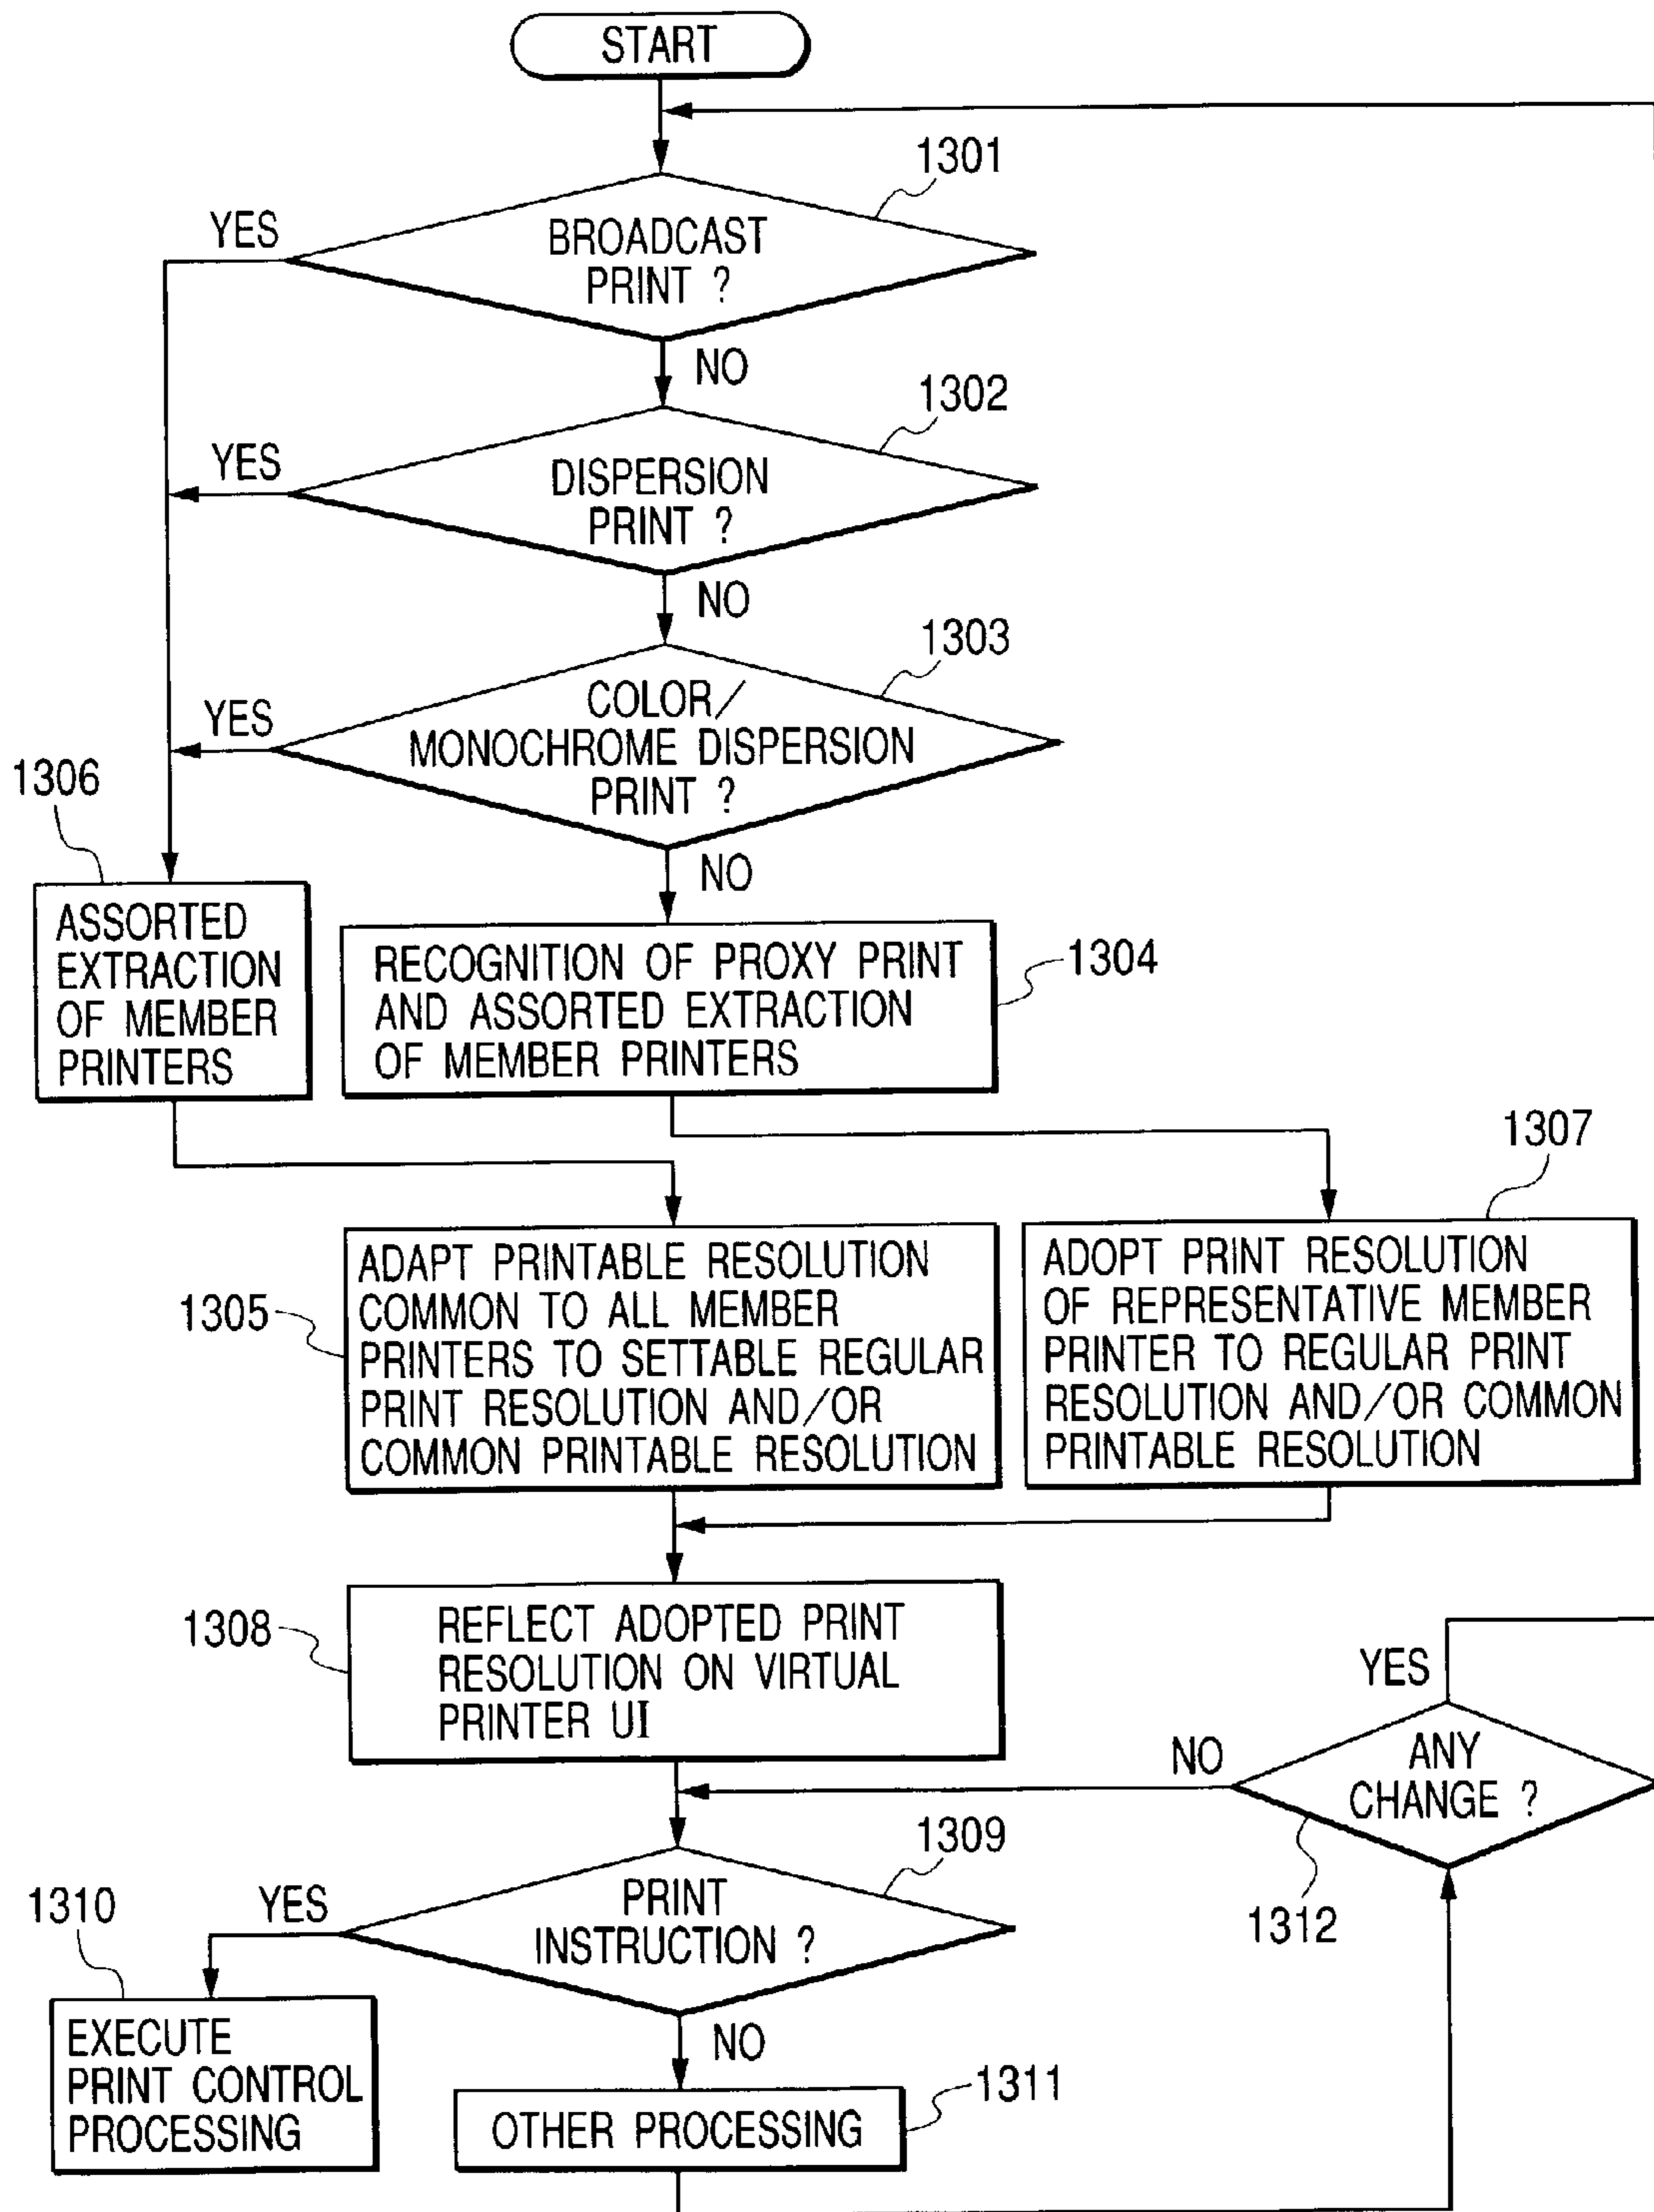 START
1301
YES
BROADCAST
PRINT ?
NO
1302
YES
DISPERSION
PRINT ?
NO
1303
YES
COLOR/
MONOCHROME DISPERSION
PRINT ?
NO
1306
ASSORTED
EXTRACTION
OF MEMBER
PRINTERS
RECOGNITION OF PROXY PRINT
AND ASSORTED EXTRACTION
OF MEMBER PRINTERS
1304
1307
1305
ADAPT PRINTABLE RESOLUTION
COMMON TO ALL MEMBER
PRINTERS TO SETTABLE REGULAR
PRINT RESOLUTION AND/OR
COMMON PRINTABLE RESOLUTION
ADOPT PRINT RESOLUTION
OF REPRESENTATIVE MEMBER
PRINTER TO REGULAR PRINT
RESOLUTION AND/OR COMMON
PRINTABLE RESOLUTION
1308
REFLECT ADOPTED PRINT
RESOLUTION ON VIRTUAL
PRINTER UI
YES
NO
ANY
CHANGE ?
1312
1309
PRINT
INSTRUCTION ?
YES
1310
EXECUTE
PRINT CONTROL
PROCESSING
NO
1311
OTHER PROCESSING